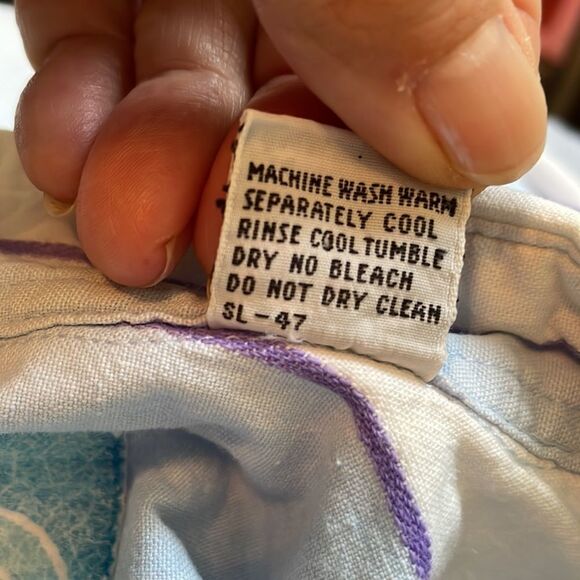 MACHINE WASH WARM
SEPARATELY COOL
RINSE COOL TUMBLE
DRY NO BLEACH
DO NOT DRY CLEAN
SL-47